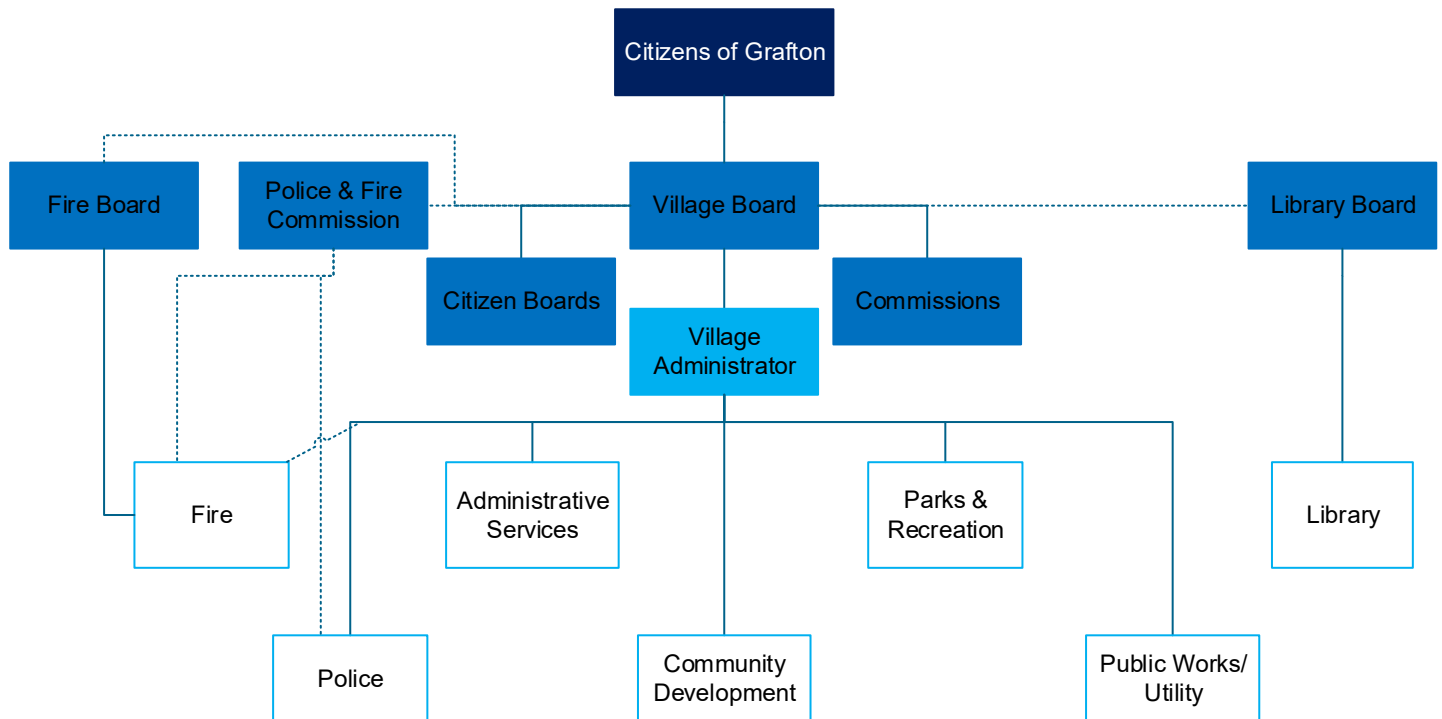 Citizens of Grafton
Fire Board
Police & Fire
Commission
Village Board
Library Board
Citizen Boards
Commissions
Village
Administrator
Fire
Administrative
Services
Parks &
Recreation
Library
Police
Community
Development
Public Works/
Utility